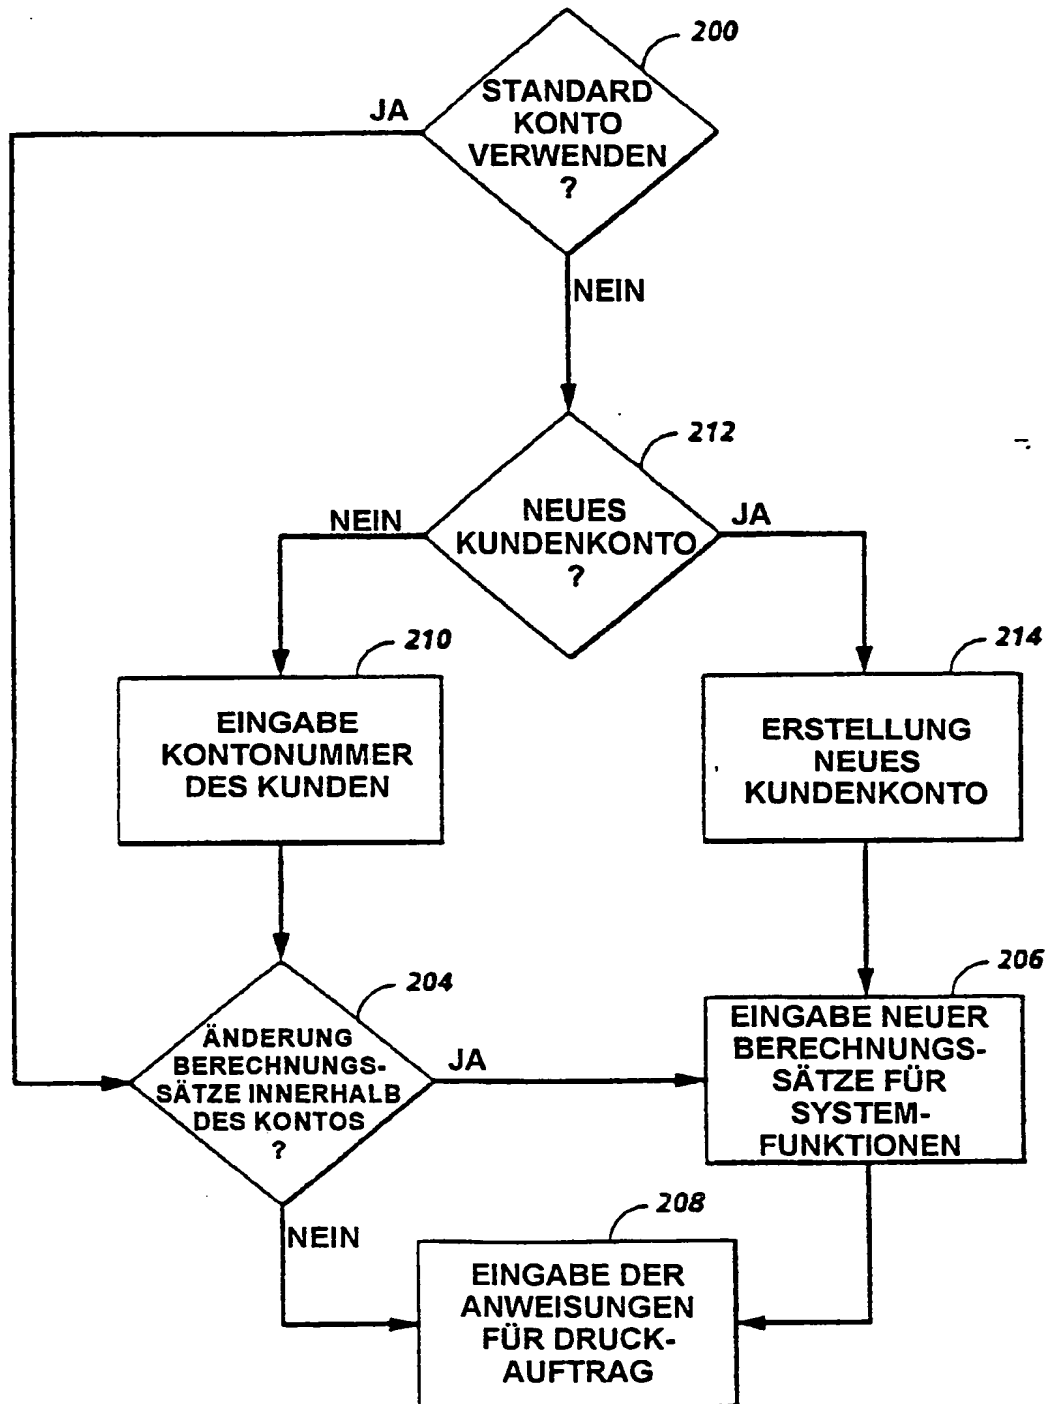 200
STANDARD
KONTO
VERWENDEN
?
JA
NEIN
212
NEUES
KUNDENKONTO
?
NEIN
JA
210
EINGABE
KONTONUMMER
DES KUNDEN
214
ERSTELLUNG
NEUES
KUNDENKONTO
204
ÄNDERUNG
BERECHNUNGS-
SÄTZE INNERHALB
DES KONTOS
?
JA
NEIN
206
EINGABE NEUER
BERECHNUNGS-
SÄTZE FÜR
SYSTEM-
FUNKTIONEN
208
EINGABE DER
ANWEISUNGEN
FÜR DRUCK-
AUFTRAG